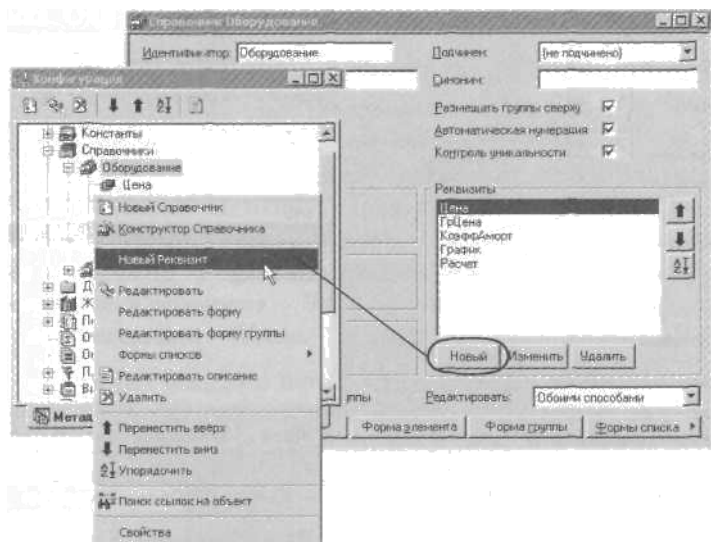 Справочник Оборудование
Идентификатор: Оборудование
Подчинен: (не подчинено)
Синоним:
Размещать группы сверху
Автоматическая нумерация
Контроль уникальности
Реквизиты
Цена
ГрЦена
КоэффАморт
График
Расчет
Новый Изменить Удалить
Редактировать: Обоими способами
Форма элемента Форма группы Формы списка
Конфигурация
Константы
Справочники
Оборудование
Цена
Новый Справочник
Конструктор Справочника
Новый Реквизит
Редактировать
Редактировать форму
Редактировать форму группы
Формы списков
Редактировать описание
Удалить
Переместить вверх
Переместить вниз
Упорядочить
Поиск ссылок на объект
Свойства
Д
Ж
П
О
П
Ви
Метад
ппы